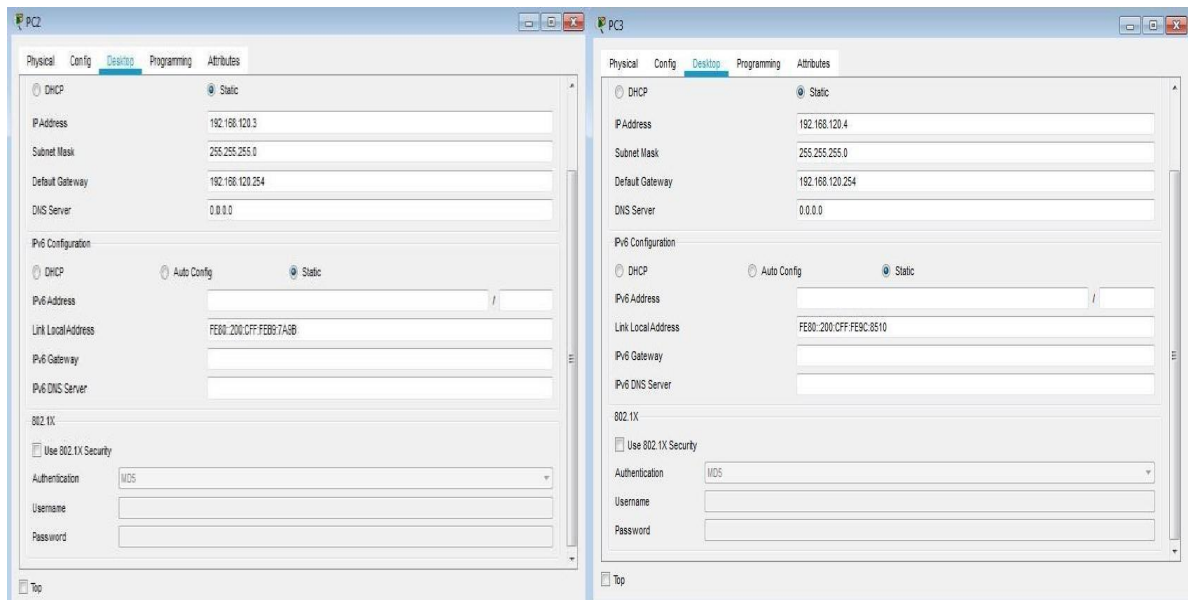 PC2
Physical Config Desktop Programming Attributes
DHCP Static
IP Address 192.168.120.3
Subnet Mask 255.255.255.0
Default Gateway 192.168.120.254
DNS Server 0.0.0.0
IPv6 Configuration
DHCP Auto Config Static
IPv6 Address /
Link Local Address FE80::200:CFF:FEB9:7A9B
IPv6 Gateway
IPv6 DNS Server
802.1X
Use 802.1X Security
Authentication MD5
Username
Password
Top
PC3
Physical Config Desktop Programming Attributes
DHCP Static
IP Address 192.168.120.4
Subnet Mask 255.255.255.0
Default Gateway 192.168.120.254
DNS Server 0.0.0.0
IPv6 Configuration
DHCP Auto Config Static
IPv6 Address /
Link Local Address FE80::200:CFF:FE9C:8510
IPv6 Gateway
IPv6 DNS Server
802.1X
Use 802.1X Security
Authentication MD5
Username
Password
Top